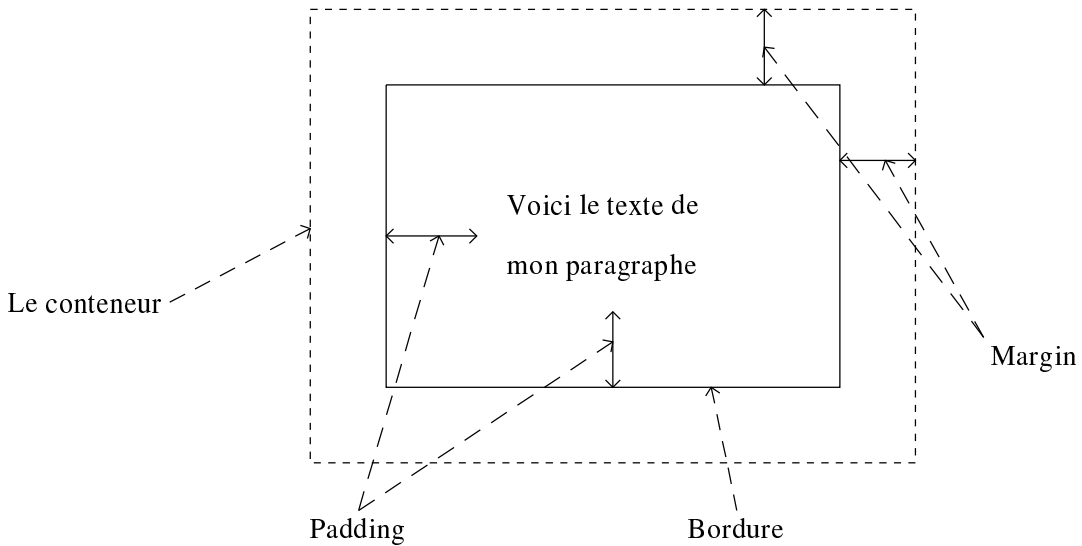 Voici le texte de
mon paragraphe
Le conteneur
Margin
Padding
Bordure